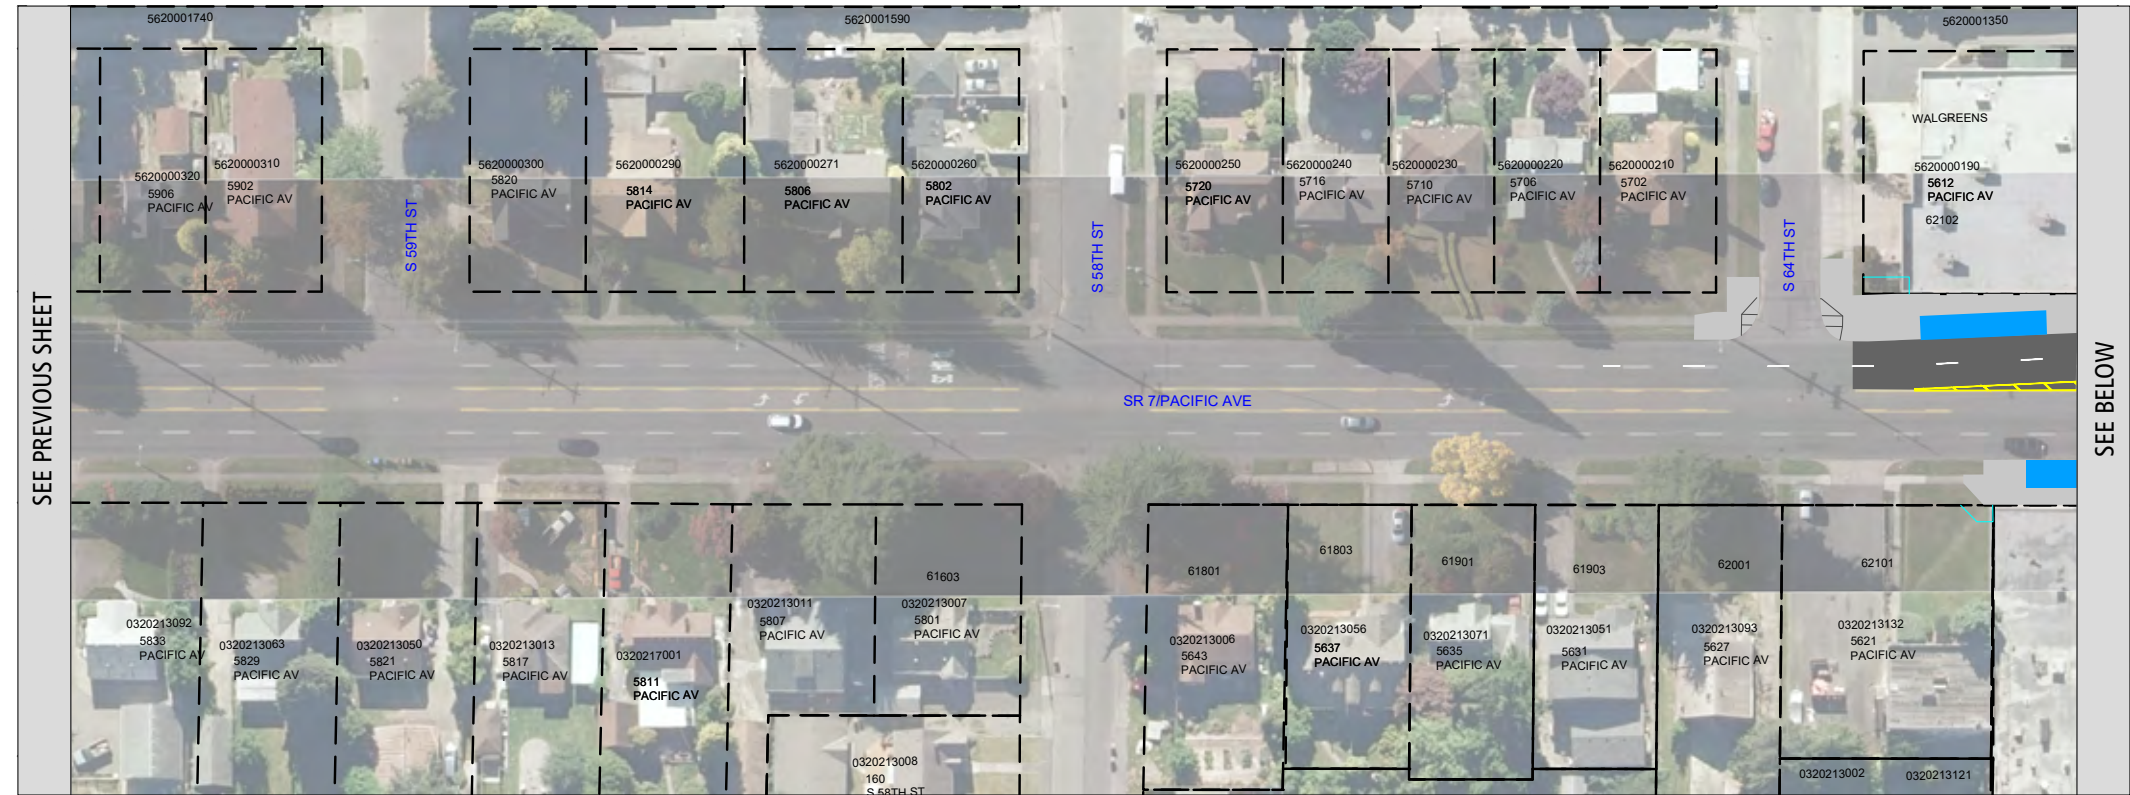 5620001740
5620001590
5620001350
SEE PREVIOUS SHEET
5620000320
5906
PACIFIC AV
5620000310
5902
PACIFIC AV
S 59TH ST
5620000300
5820
PACIFIC AV
5620000290
5814
PACIFIC AV
5620000271
5806
PACIFIC AV
5620000260
5802
PACIFIC AV
S 58TH ST
5620000250
5720
PACIFIC AV
5620000240
5716
PACIFIC AV
5620000230
5710
PACIFIC AV
5620000220
5706
PACIFIC AV
5620000210
5702
PACIFIC AV
S 64TH ST
WALGREENS
5620000190
5612
PACIFIC AV
62102
SEE BELOW
SR 7/PACIFIC AVE
0320213092
5833
PACIFIC AV
0320213063
5829
PACIFIC AV
0320213050
5821
PACIFIC AV
0320213013
5817
PACIFIC AV
0320217001
5811
PACIFIC AV
0320213011
5807
PACIFIC AV
61603
0320213007
5801
PACIFIC AV
0320213008
160
S 58TH ST
61801
0320213006
5643
PACIFIC AV
61803
0320213056
5637
PACIFIC AV
61901
0320213071
5635
PACIFIC AV
61903
0320213051
5631
PACIFIC AV
62001
0320213093
5627
PACIFIC AV
62101
0320213132
5621
PACIFIC AV
0320213002
0320213121